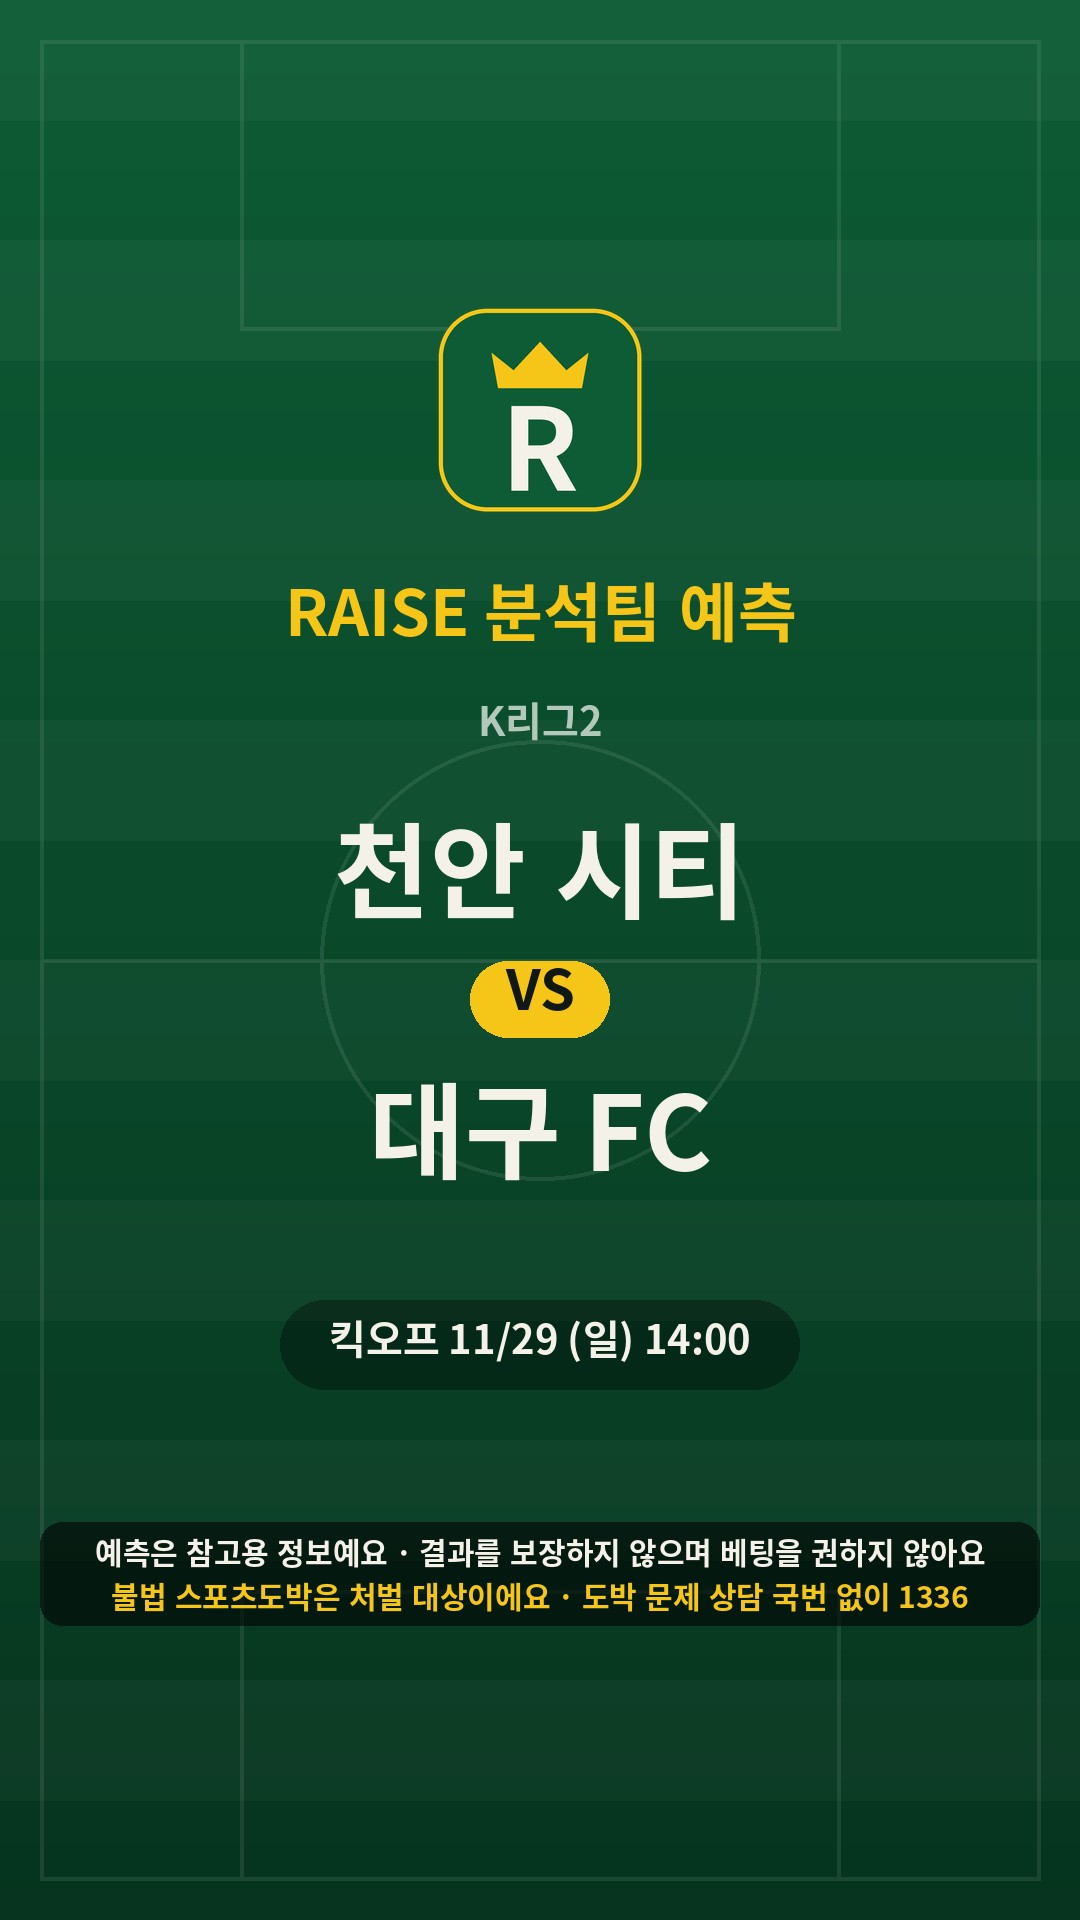 R
RAISE 분석팀 예측
K리그2
천안 시티
VS
대구 FC
킥오프 11/29 (일) 14:00
예측은 참고용 정보예요 · 결과를 보장하지 않으며 베팅을 권하지 않아요
불법 스포츠도박은 처벌 대상이에요 · 도박 문제 상담 국번 없이 1336